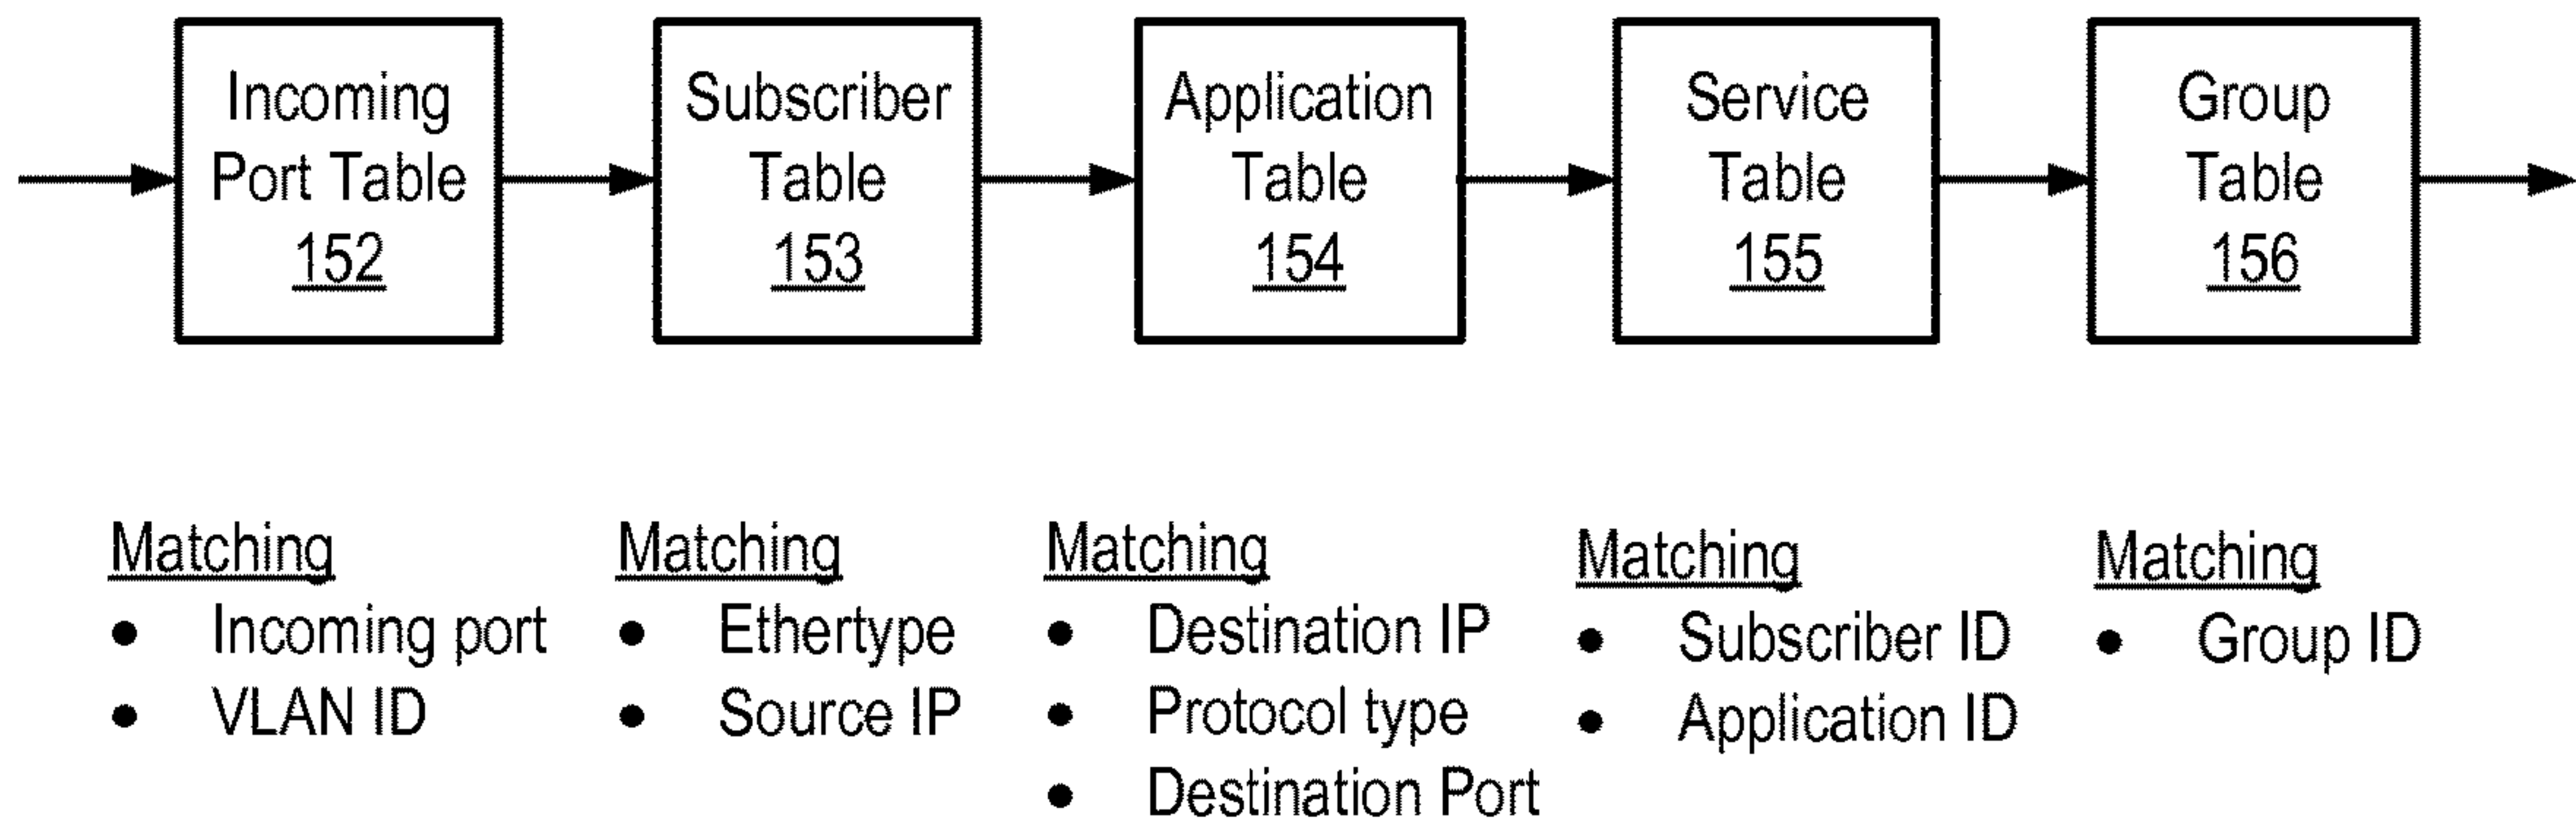 Incoming
Port Table
152
Subscriber
Table
153
Application
Table
154
Service
Table
155
Group
Table
156
Matching
• Incoming port
• VLAN ID
Matching
• Ethertype
• Source IP
Matching
• Destination IP
• Protocol type
• Destination Port
Matching
• Subscriber ID
• Application ID
Matching
• Group ID